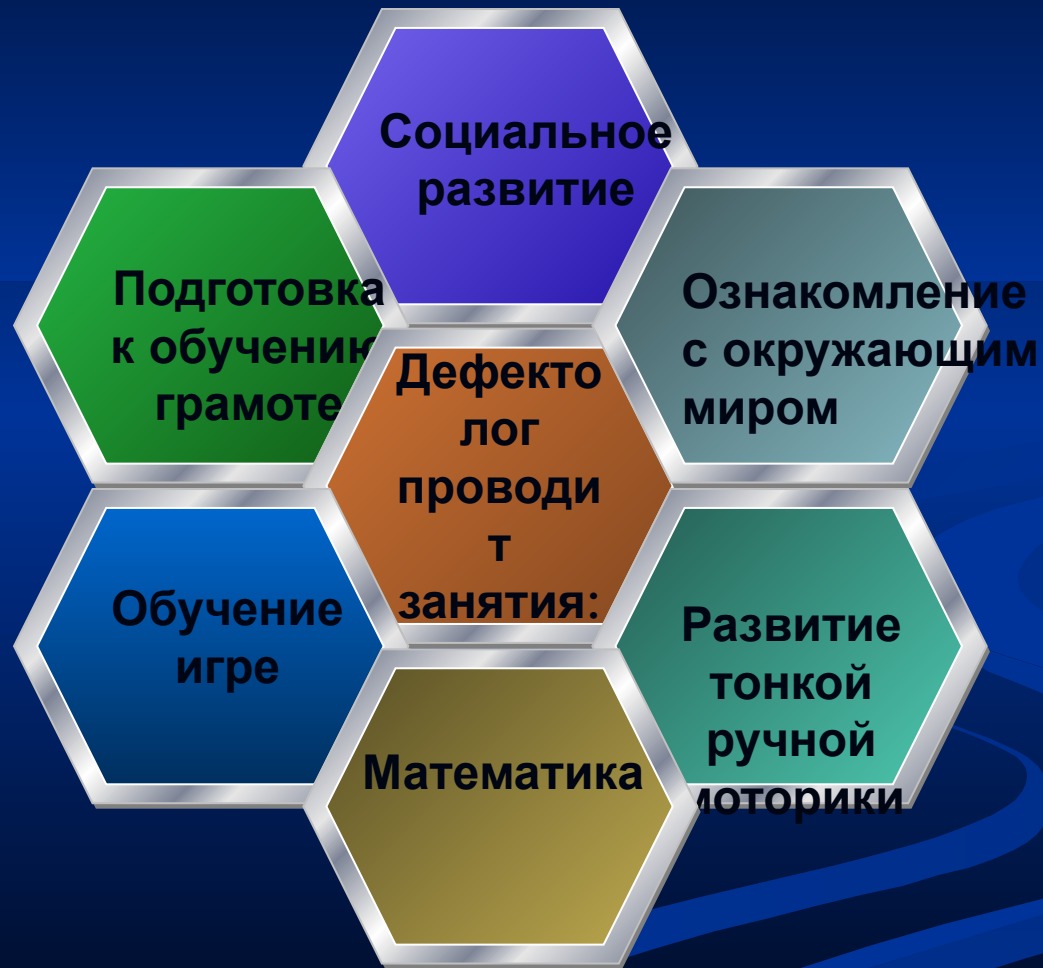 Социальное
развитие
Подготовка
к обучению
грамоте
Ознакомление
с окружающим
миром
Дефекто
лог
проводи
т
занятия:
Обучение
игре
Развитие
тонкой
ручной
моторики
Математика